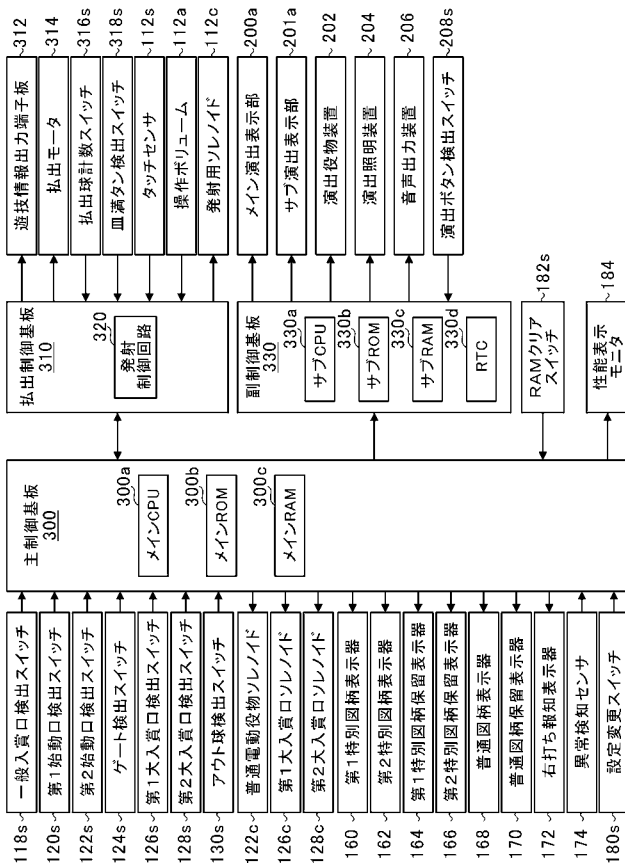 118s 一般入賞口検出スイッチ
120s 第1始動口検出スイッチ
122s 第2始動口検出スイッチ
124s ゲート検出スイッチ
126s 第1大入賞口検出スイッチ
128s 第2大入賞口検出スイッチ
130s アウト球検出スイッチ
122c 普通電動役物ソレノイド
126c 第1大入賞口ソレノイド
128c 第2大入賞口ソレノイド
160 第1特別図柄表示器
162 第2特別図柄表示器
164 第1特別図柄保留表示器
166 第2特別図柄保留表示器
168 普通図柄表示器
170 普通図柄保留表示器
172 右打ち報知表示器
174 異常検知センサ
180s 設定変更スイッチ
主制御基板
300
300a
メインCPU
300b
メインROM
300c
メインRAM
払出制御基板
310
320
発射
制御回路
副制御基板
330
330a
サブCPU
330b
サブROM
330c
サブRAM
330d
RTC
RAMクリア
スイッチ
182s
性能表示
モニタ
184
遊技情報出力端子板 312
払出モータ 314
払出球計数スイッチ 316s
皿満タン検出スイッチ 318s
タッチセンサ 112s
操作ボリューム 112a
発射用ソレノイド 112c
メイン演出表示部 200a
サブ演出表示部 201a
演出役物装置 202
演出照明装置 204
音声出力装置 206
演出ボタン検出スイッチ 208s